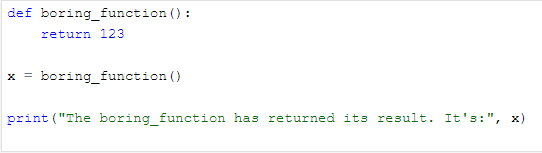 def boring_function():
    return 123

x = boring_function()

print("The boring_function has returned its result. It's:", x)